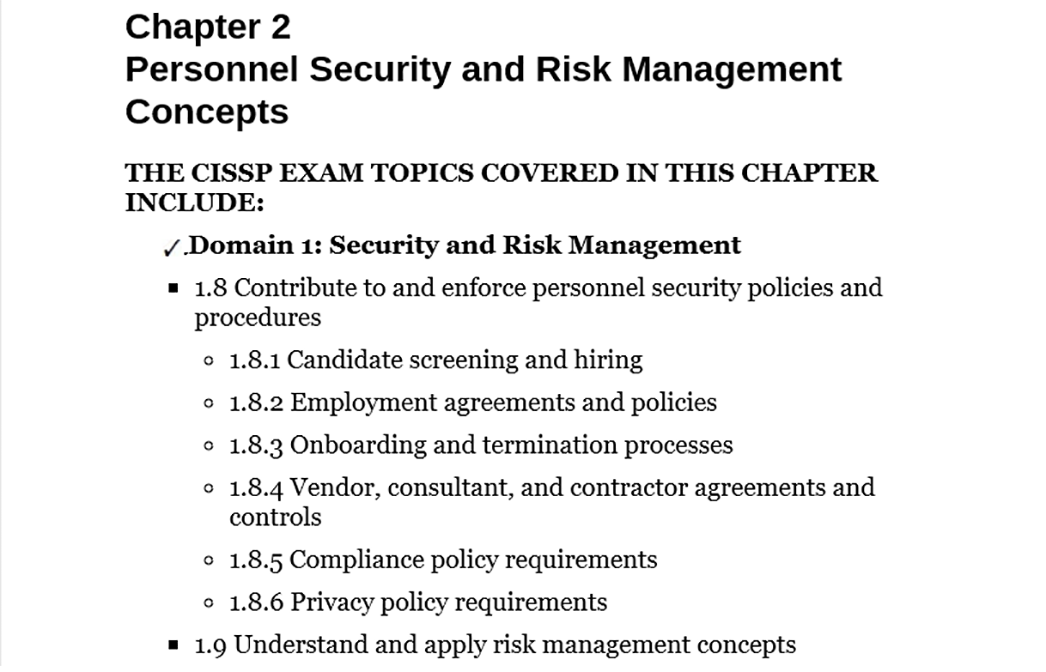 Chapter 2
Personnel Security and Risk Management
Concepts
THE CISSP EXAM TOPICS COVERED IN THIS CHAPTER
INCLUDE:
✓.Domain 1: Security and Risk Management
▪ 1.8 Contribute to and enforce personnel security policies and
procedures
◦ 1.8.1 Candidate screening and hiring
◦ 1.8.2 Employment agreements and policies
◦ 1.8.3 Onboarding and termination processes
◦ 1.8.4 Vendor, consultant, and contractor agreements and
controls
◦ 1.8.5 Compliance policy requirements
◦ 1.8.6 Privacy policy requirements
▪ 1.9 Understand and apply risk management concepts